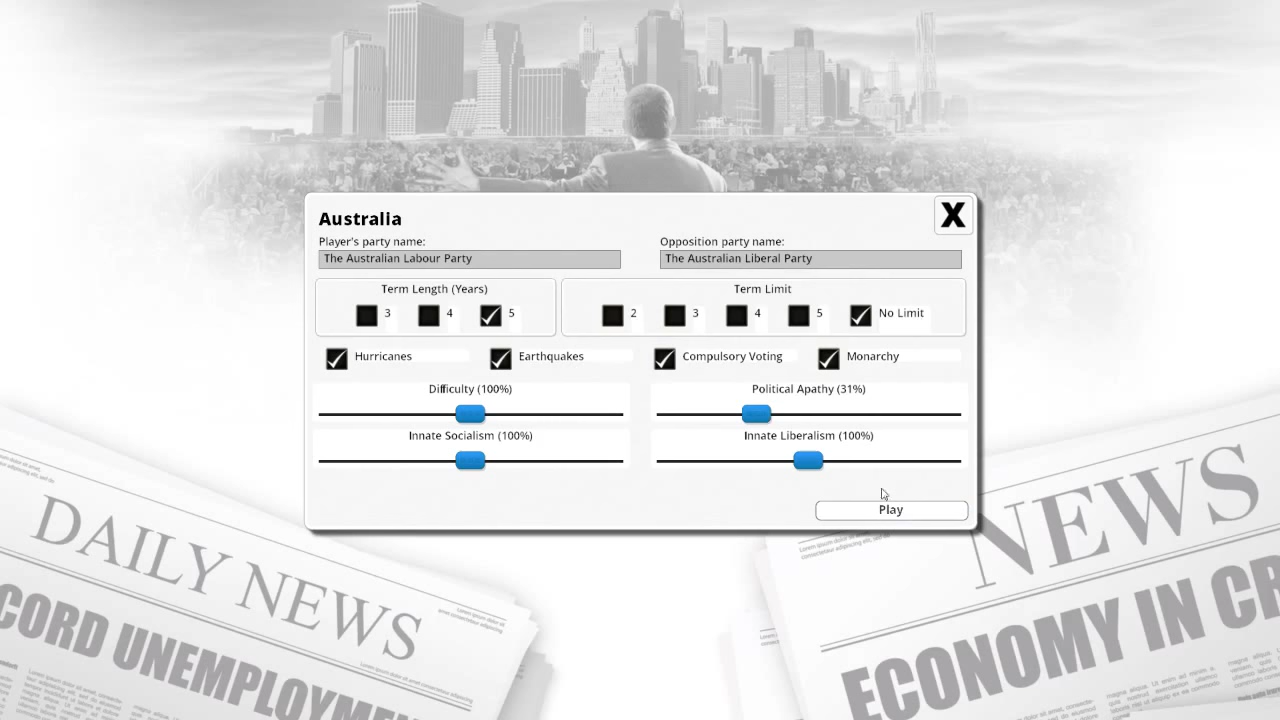 Australia
X
Player's party name:
Opposition party name:
The Australian Labour Party
The Australian Liberal Party
Term Length (Years)
Term Limit
3
4
5
2
3
4
5
No Limit
Hurricanes
Earthquakes
Compulsory Voting
Monarchy
Difficulty (100%)
Political Apathy (31%)
Innate Socialism (100%)
Innate Liberalism (100%)
Play
DAILY NEWS
CORD UNEMPLOYME
NEWS
ECONOMY IN CR